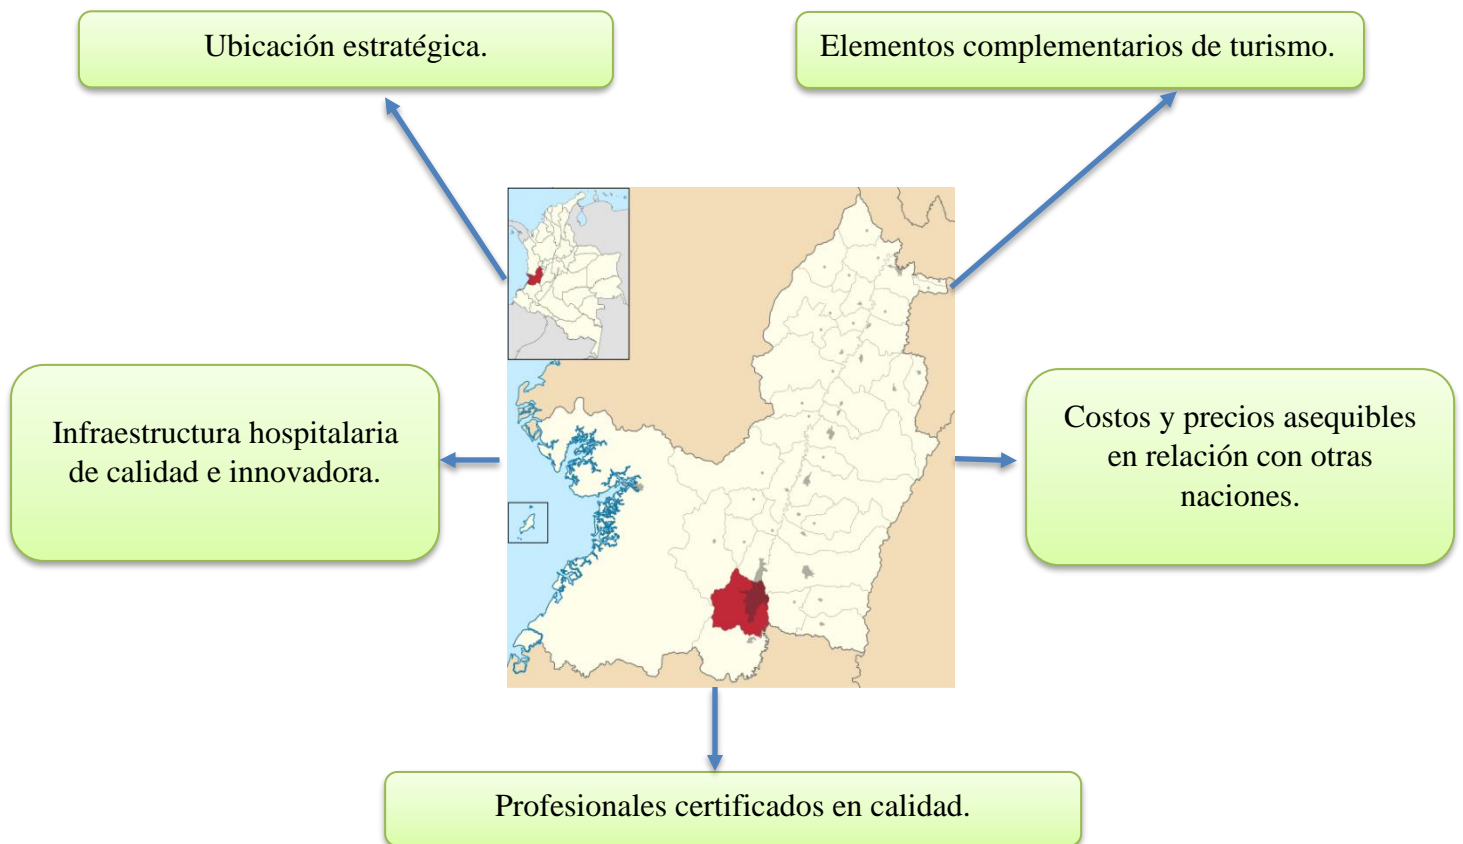 Ubicación estratégica.
Elementos complementarios de turismo.
Infraestructura hospitalaria
de calidad e innovadora.
Costos y precios asequibles
en relación con otras
naciones.
Profesionales certificados en calidad.